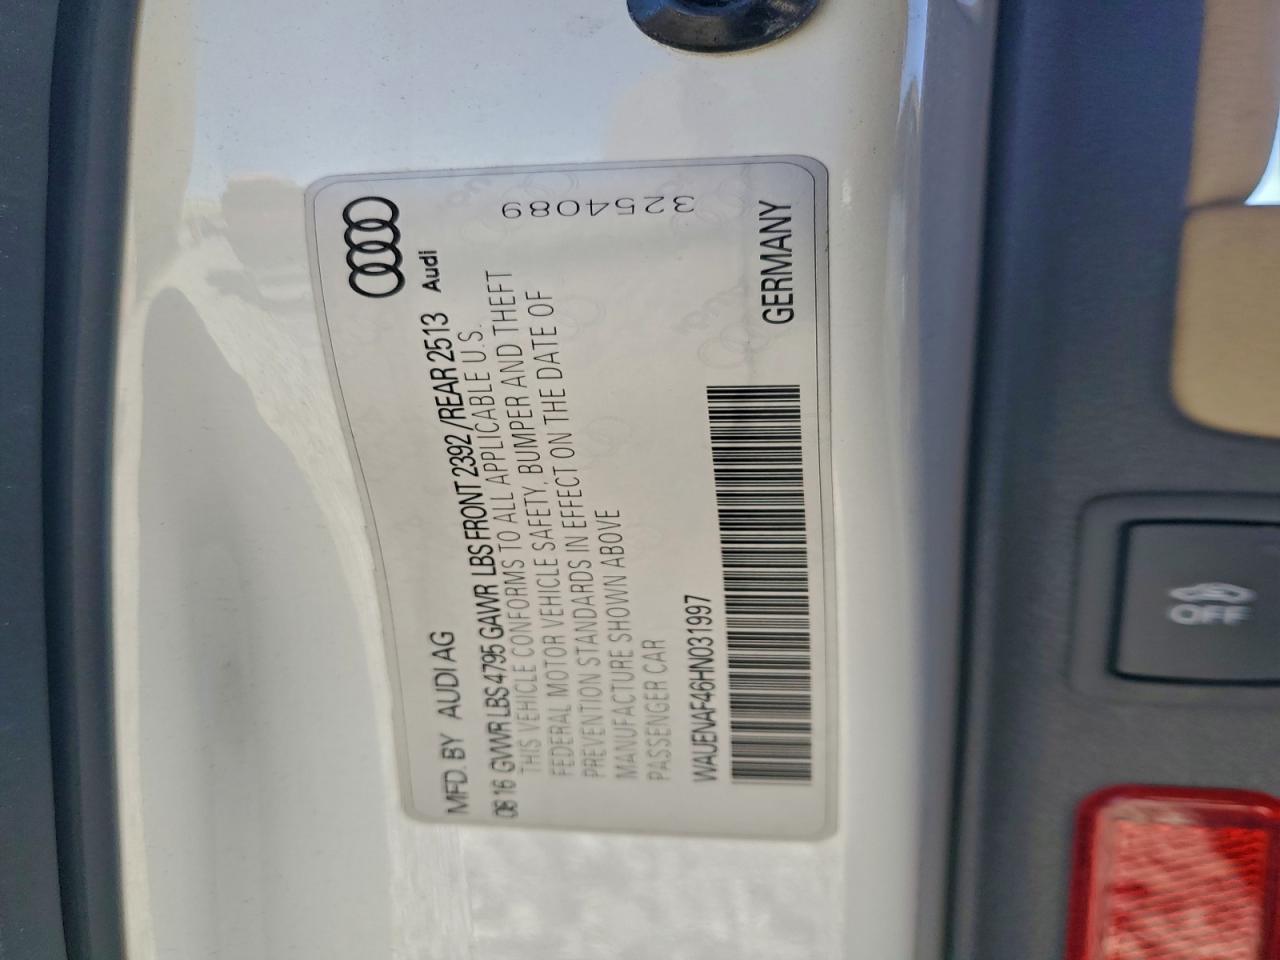 Audi
MFD. BY AUDI AG
08 16 GVWR LBS 4795 GAWR LBS FRONT 2392 / REAR 2513
THIS VEHICLE CONFORMS TO ALL APPLICABLE U.S.
FEDERAL MOTOR VEHICLE SAFETY, BUMPER AND THEFT
PREVENTION STANDARDS IN EFFECT ON THE DATE OF
MANUFACTURE SHOWN ABOVE
PASSENGER CAR
WAUENAF46HN031997
3254089
GERMANY
OFF